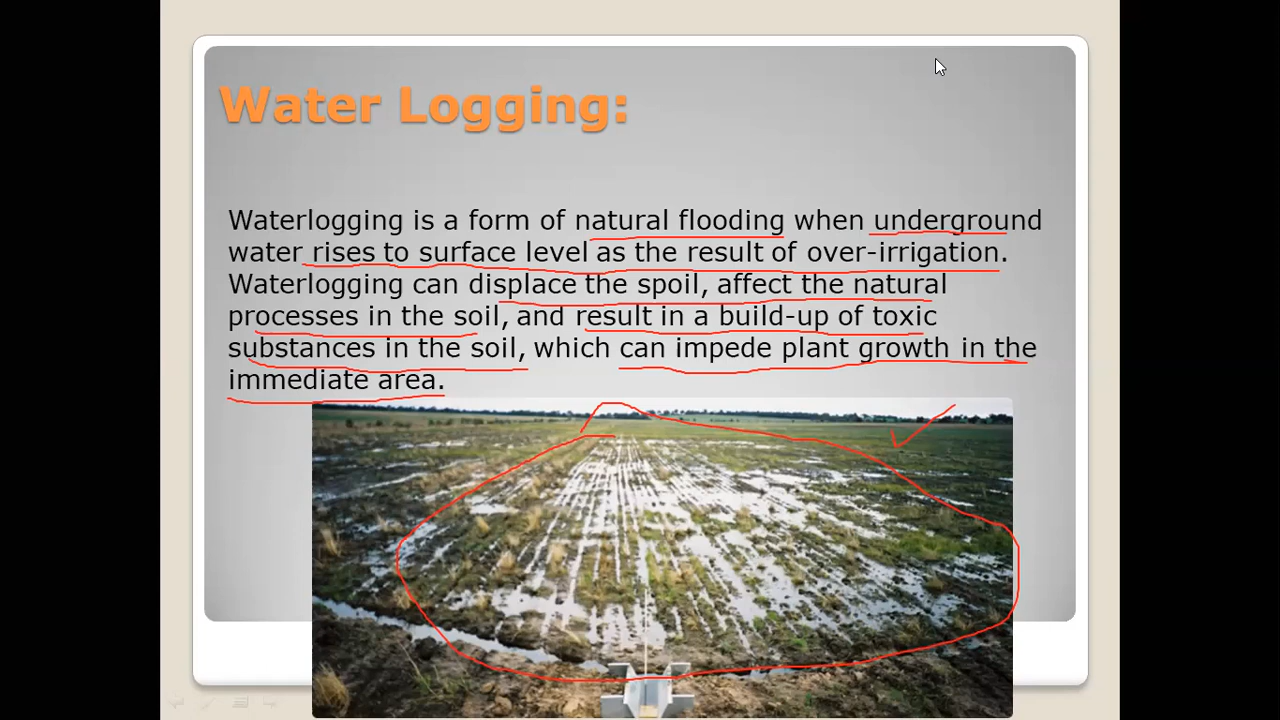 Water Logging:
Waterlogging is a form of natural flooding when underground
water rises to surface level as the result of over-irrigation.
Waterlogging can displace the spoil, affect the natural
processes in the soil, and result in a build-up of toxic
substances in the soil, which can impede plant growth in the
immediate area.